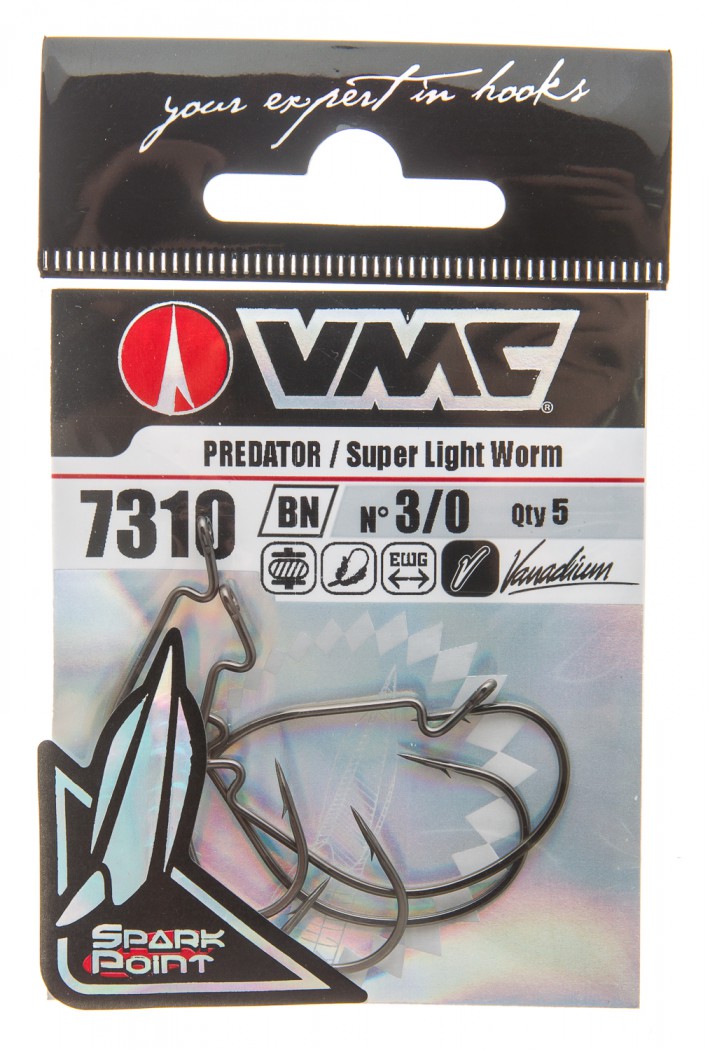 your expert in hooks
VMC®
PREDATOR / Super Light Worm
7310 BN N° 3/0 Qty 5
EWG Vanadium
SPARK
POINT